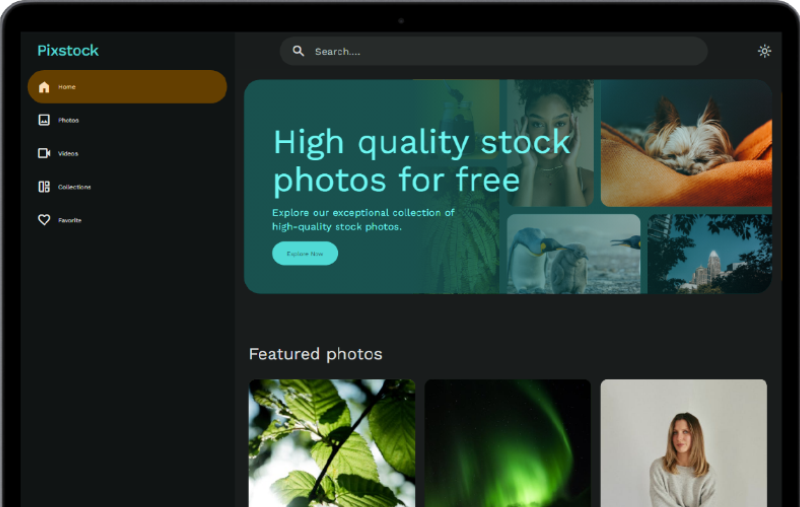 Pixstock
Search....
Home
Photos
Videos
Collections
Favorite
High quality stock
photos for free
Explore our exceptional collection of
high-quality stock photos.
Explore Now
Featured photos